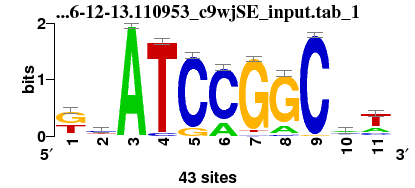 ...6-12-13.110953_c9wjSE_input.tab_1
bits
2
1
0
G T A T C G C A G G A C T A
1 2 3 4 5 6 7 8 9 10 11
5′ 3′
43 sites